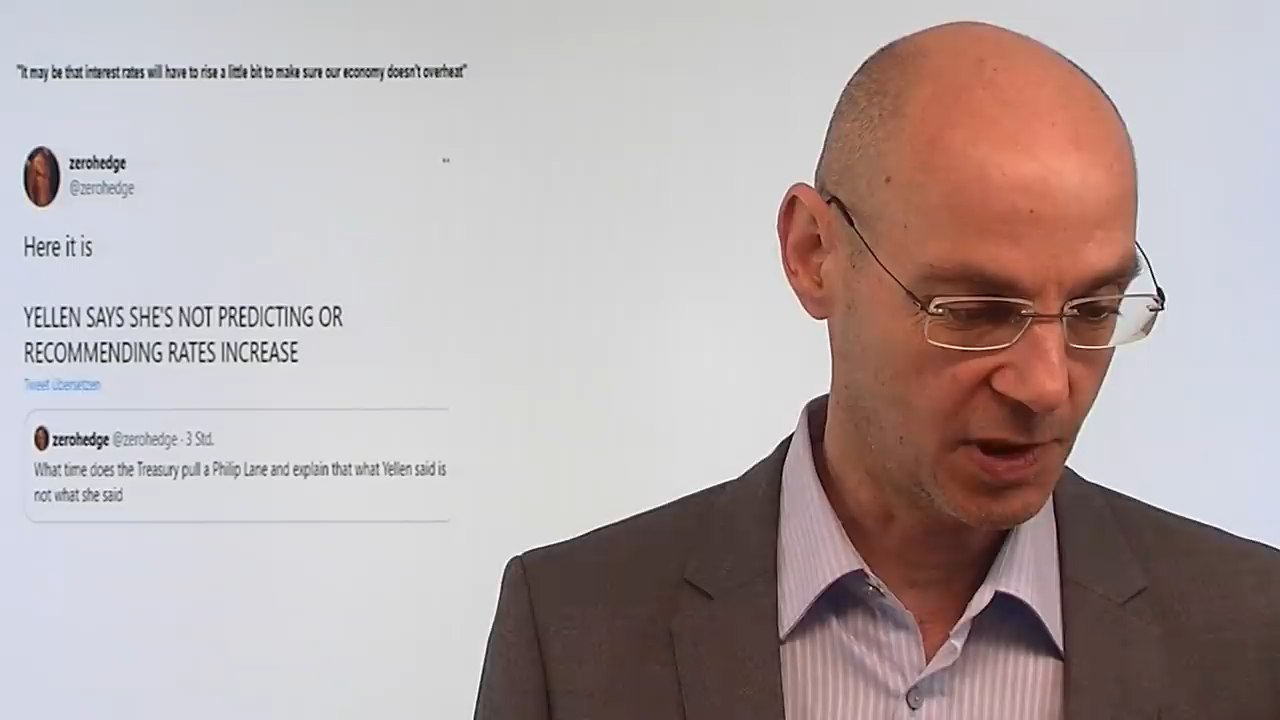 "It may be that interest rates will have to rise a little bit to make sure our economy doesn't overheat"
zerohedge
@zerohedge
Here it is
YELLEN SAYS SHE'S NOT PREDICTING OR
RECOMMENDING RATES INCREASE
Tweet übersetzen
zerohedge @zerohedge · 3 Std.
What time does the Treasury pull a Philip Lane and explain that what Yellen said is
not what she said